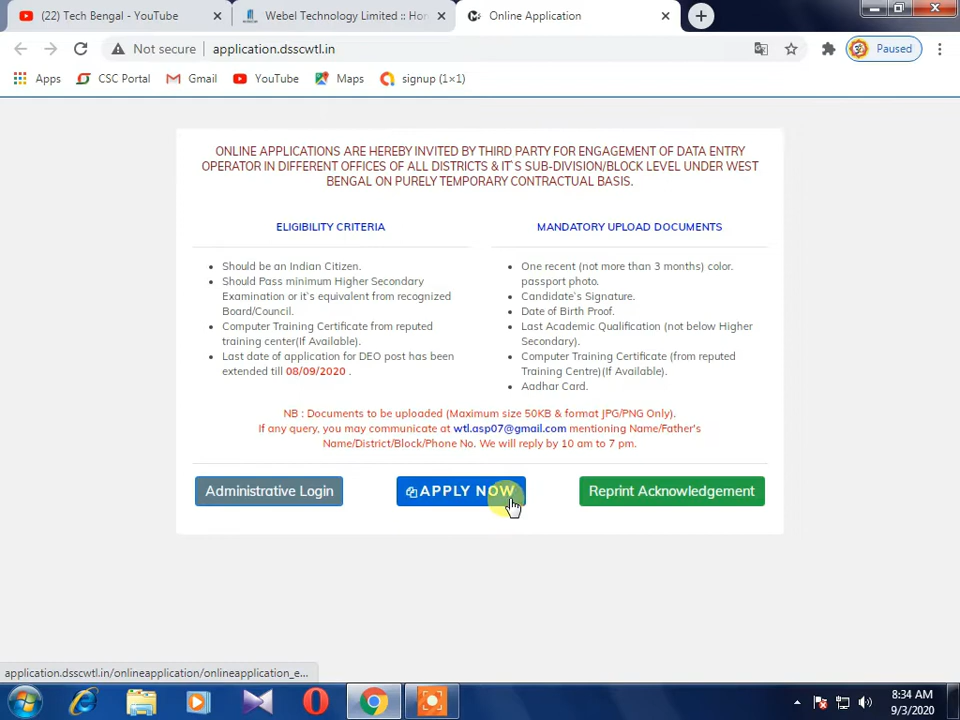 (22) Tech Bengal - YouTube
Webel Technology Limited :: Hor
Online Application
Not secure
application.dsscwtl.in
Paused
Apps
CSC Portal
Gmail
YouTube
Maps
signup (1×1)
ONLINE APPLICATIONS ARE HEREBY INVITED BY THIRD PARTY FOR ENGAGEMENT OF DATA ENTRY
OPERATOR IN DIFFERENT OFFICES OF ALL DISTRICTS & IT`S SUB-DIVISION/BLOCK LEVEL UNDER WEST
BENGAL ON PURELY TEMPORARY CONTRACTUAL BASIS.
ELIGIBILITY CRITERIA
Should be an Indian Citizen.
Should Pass minimum Higher Secondary
Examination or it`s equivalent from recognized
Board/Council.
Computer Training Certificate from reputed
training center(If Available).
Last date of application for DEO post has been
extended till 08/09/2020 .
MANDATORY UPLOAD DOCUMENTS
One recent (not more than 3 months) color.
passport photo.
Candidate`s Signature.
Date of Birth Proof.
Last Academic Qualification (not below Higher
Secondary).
Computer Training Certificate (from reputed
Training Centre)(If Available).
Aadhar Card.
NB : Documents to be uploaded (Maximum size 50KB & format JPG/PNG Only).
If any query, you may communicate at wtl.asp07@gmail.com mentioning Name/Father's
Name/District/Block/Phone No. We will reply by 10 am to 7 pm.
Administrative Login
APPLY NOW
Reprint Acknowledgement
application.dsscwtl.in/onlineapplication/onlineapplication_e...
8:34 AM
9/3/2020